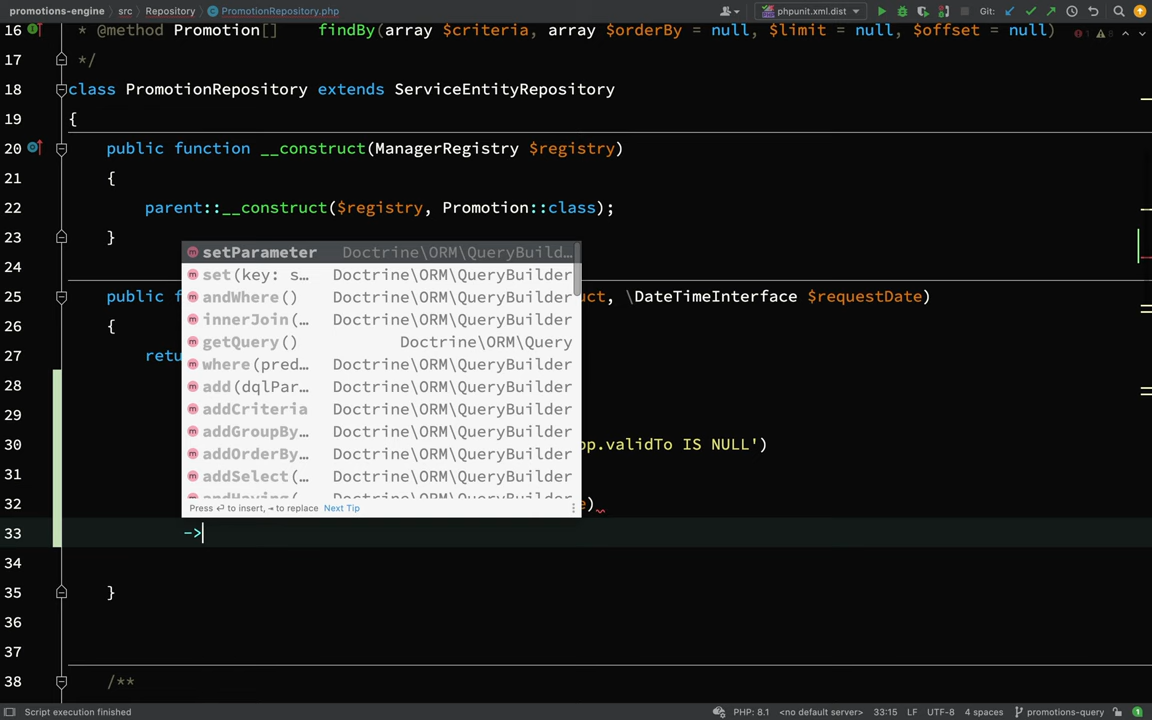 promotions-engine › src › Repository › PromotionRepository.php
phpunit.xml.dist
Git:
16 * @method Promotion[] findBy(array $criteria, array $orderBy = null, $limit = null, $offset = null)
1 6
17 */
18 class PromotionRepository extends ServiceEntityRepository
19 {
20 public function __construct(ManagerRegistry $registry)
21 {
22 parent::__construct($registry, Promotion::class);
23 }
24
25 public f uct, \DateTimeInterface $requestDate)
26 {
27 retu
28
29
30 op.validTo IS NULL')
31
32 e)
33 ->
34
35 }
36
37
38 /**
setParameter Doctrine\ORM\QueryBuild…
set(key: s… Doctrine\ORM\QueryBuilder
andWhere() Doctrine\ORM\QueryBuilder
innerJoin(… Doctrine\ORM\QueryBuilder
getQuery() Doctrine\ORM\Query
where(pred… Doctrine\ORM\QueryBuilder
add(dqlPar… Doctrine\ORM\QueryBuilder
addCriteria Doctrine\ORM\QueryBuilder
addGroupBy… Doctrine\ORM\QueryBuilder
addOrderBy… Doctrine\ORM\QueryBuilder
addSelect(… Doctrine\ORM\QueryBuilder
andHaving(… Doctrine\ORM\QueryBuilder
Press ⏎ to insert, ⇥ to replace Next Tip
Script execution finished
PHP: 8.1 <no default server> 33:15 LF UTF-8 4 spaces promotions-query